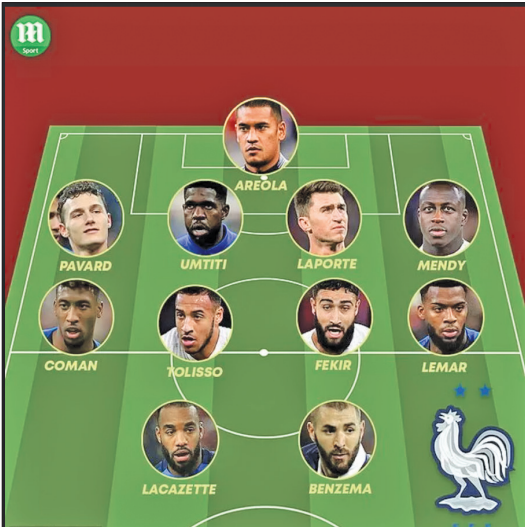 m
Sport
AREOLA
PAVARD
UMTITI
LAPORTE
MENDY
COMAN
TOLISSO
FEKIR
LEMAR
LACAZETTE
BENZEMA